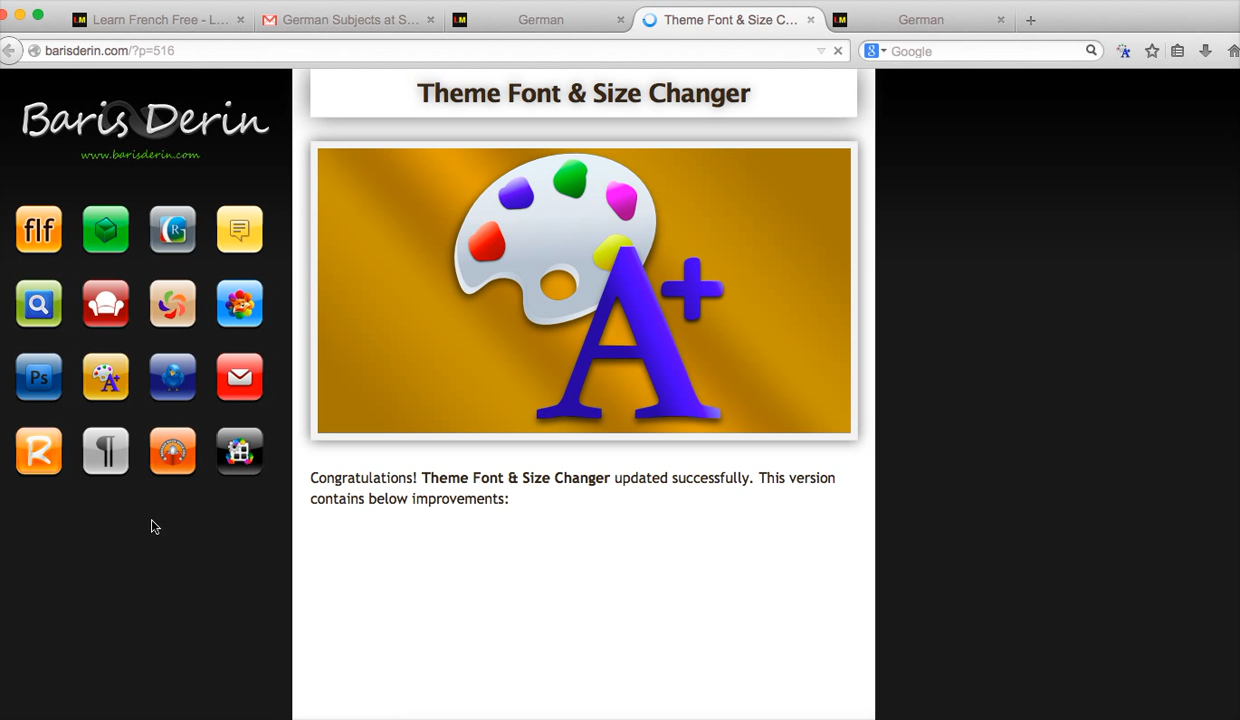 Learn French Free - L...
German Subjects at S...
German
Theme Font & Size C...
German
barisderin.com/?p=516
Google
Baris Derin
www.barisderin.com
Theme Font & Size Changer
A+
flf
R
Ps
A+
R
Congratulations! Theme Font & Size Changer updated successfully. This version
contains below improvements: